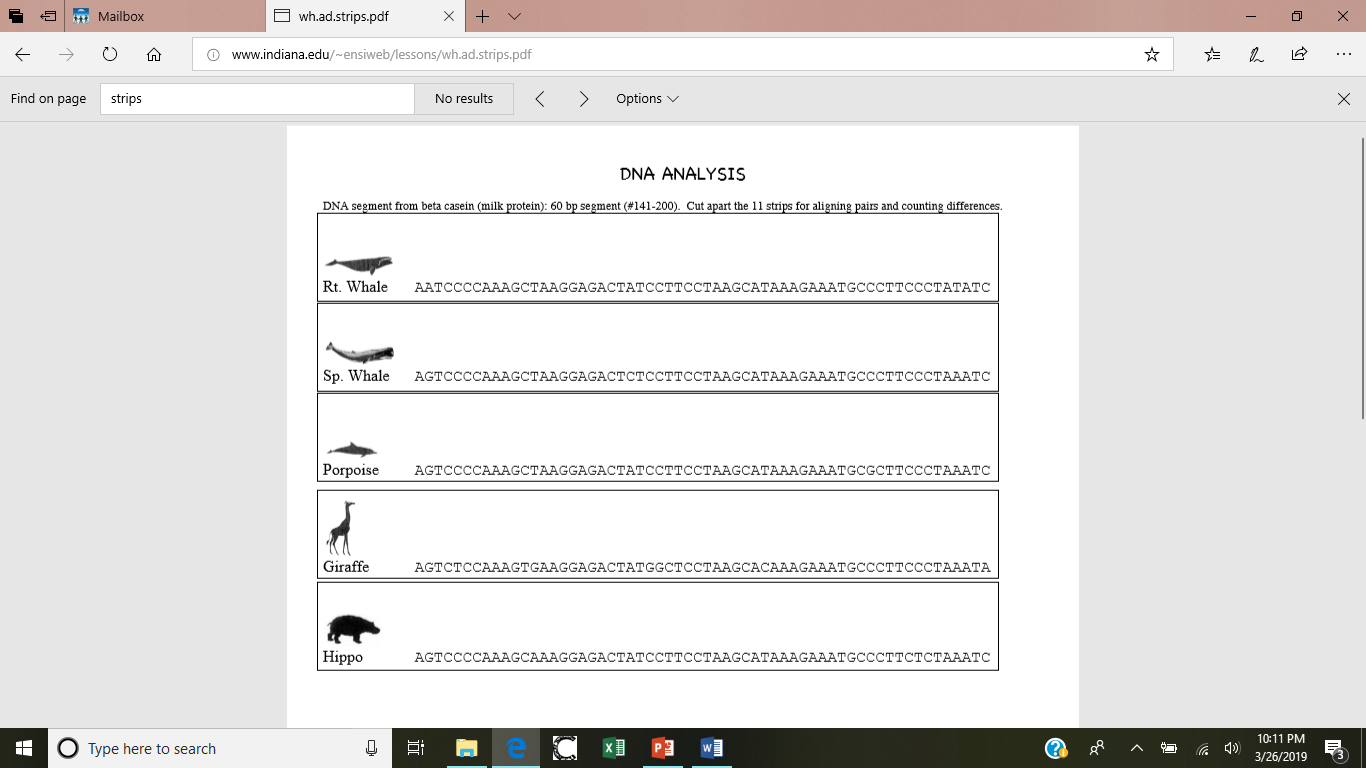 Mailbox
wh.ad.strips.pdf
www.indiana.edu/~ensiweb/lessons/wh.ad.strips.pdf
Find on page
strips
No results
Options
DNA ANALYSIS
DNA segment from beta casein (milk protein): 60 bp segment (#141-200). Cut apart the 11 strips for aligning pairs and counting differences.
Rt. Whale AATCCCCAAAGCTAAGGAGACTATCCTTCCTAAGCATAAAGAAATGCCCTTCCCTATATC
Sp. Whale AGTCCCCAAAGCTAAGGAGACTCTCCTTCCTAAGCATAAAGAAATGCCCTTCCCTAAATC
Porpoise AGTCCCCAAAGCTAAGGAGACTATCCTTCCTAAGCATAAAGAAATGCGCTTCCCTAAATC
Giraffe AGTCTCCAAAGTGAAGGAGACTATGGCTCCTAAGCACAAAGAAATGCCCTTCCCTAAATA
Hippo AGTCCCCAAAGCAAAGGAGACTATCCTTCCTAAGCATAAAGAAATGCCCTTCTCTAAATC
Type here to search
10:11 PM
3/26/2019
3